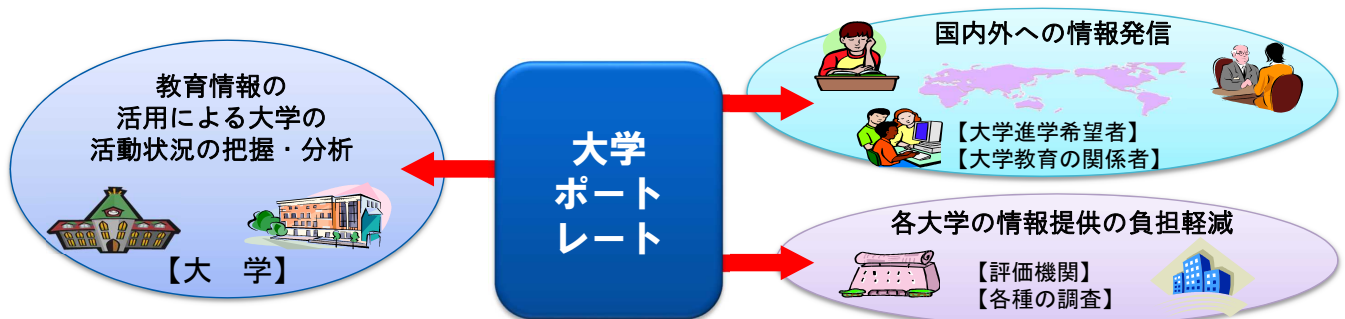 教育情報の
活用による大学の
活動状況の把握・分析
【大　学】
大学
ポート
レート
国内外への情報発信
【大学進学希望者】
【大学教育の関係者】
各大学の情報提供の負担軽減
【評価機関】
【各種の調査】